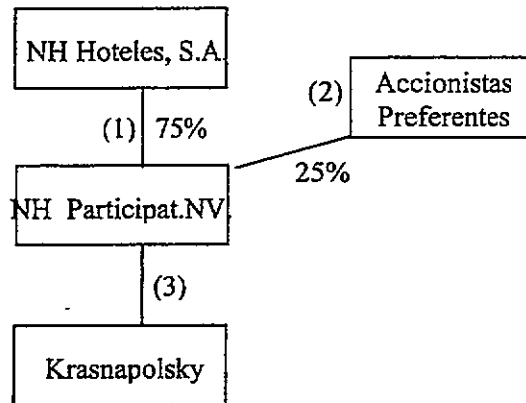 NH Hoteles, S.A.
(2)
Accionistas
Preferentes
(1) 75%
25%
NH Participat.NV.
(3)
Krasnapolsky